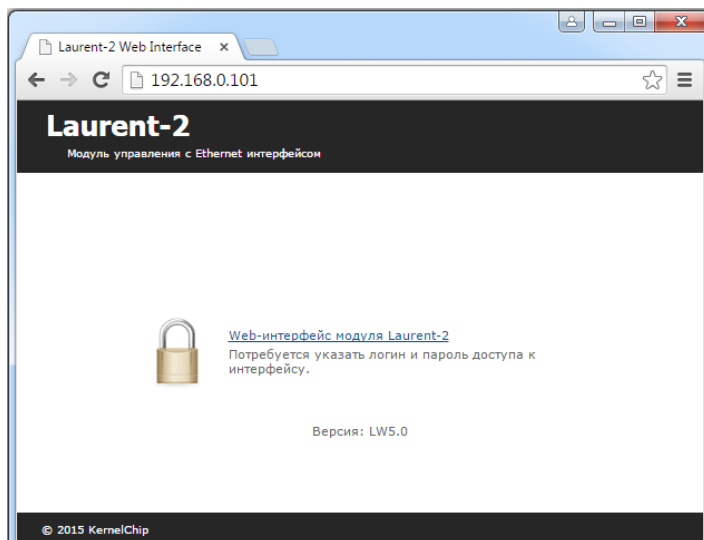 Laurent-2 Web Interface
192.168.0.101
Laurent-2
Модуль управления с Ethernet интерфейсом
Web-интерфейс модуля Laurent-2
Потребуется указать логин и пароль доступа к
интерфейсу.
Версия: LW5.0
© 2015 KernelChip